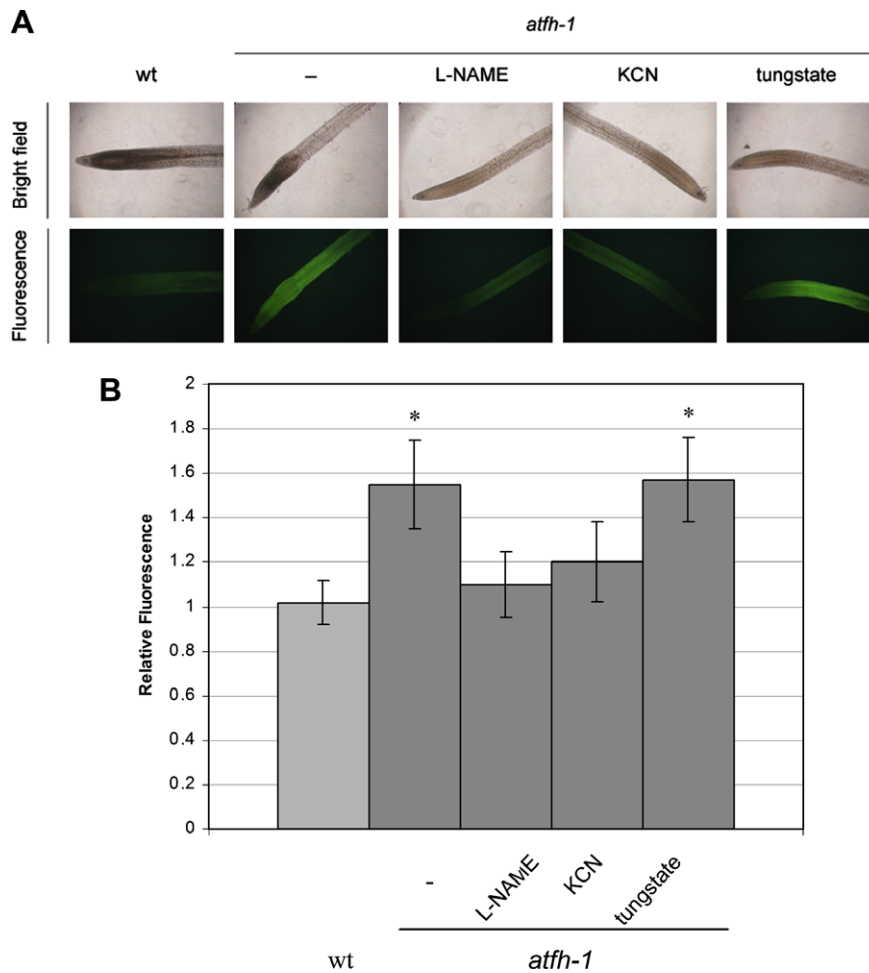 A
atfh-1
wt – L-NAME KCN tungstate
Bright field
Fluorescence
B
2
1.8
1.6
1.4
1.2
1
0.8
0.6
0.4
0.2
0
Relative Fluorescence
* *
- L-NAME KCN tungstate
wt atfh-1